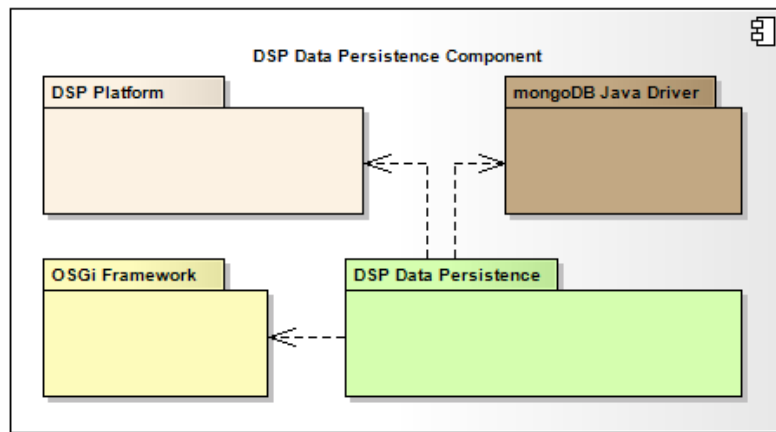 DSP Data Persistence Component
DSP Platform
mongoDB Java Driver
OSGi Framework
DSP Data Persistence